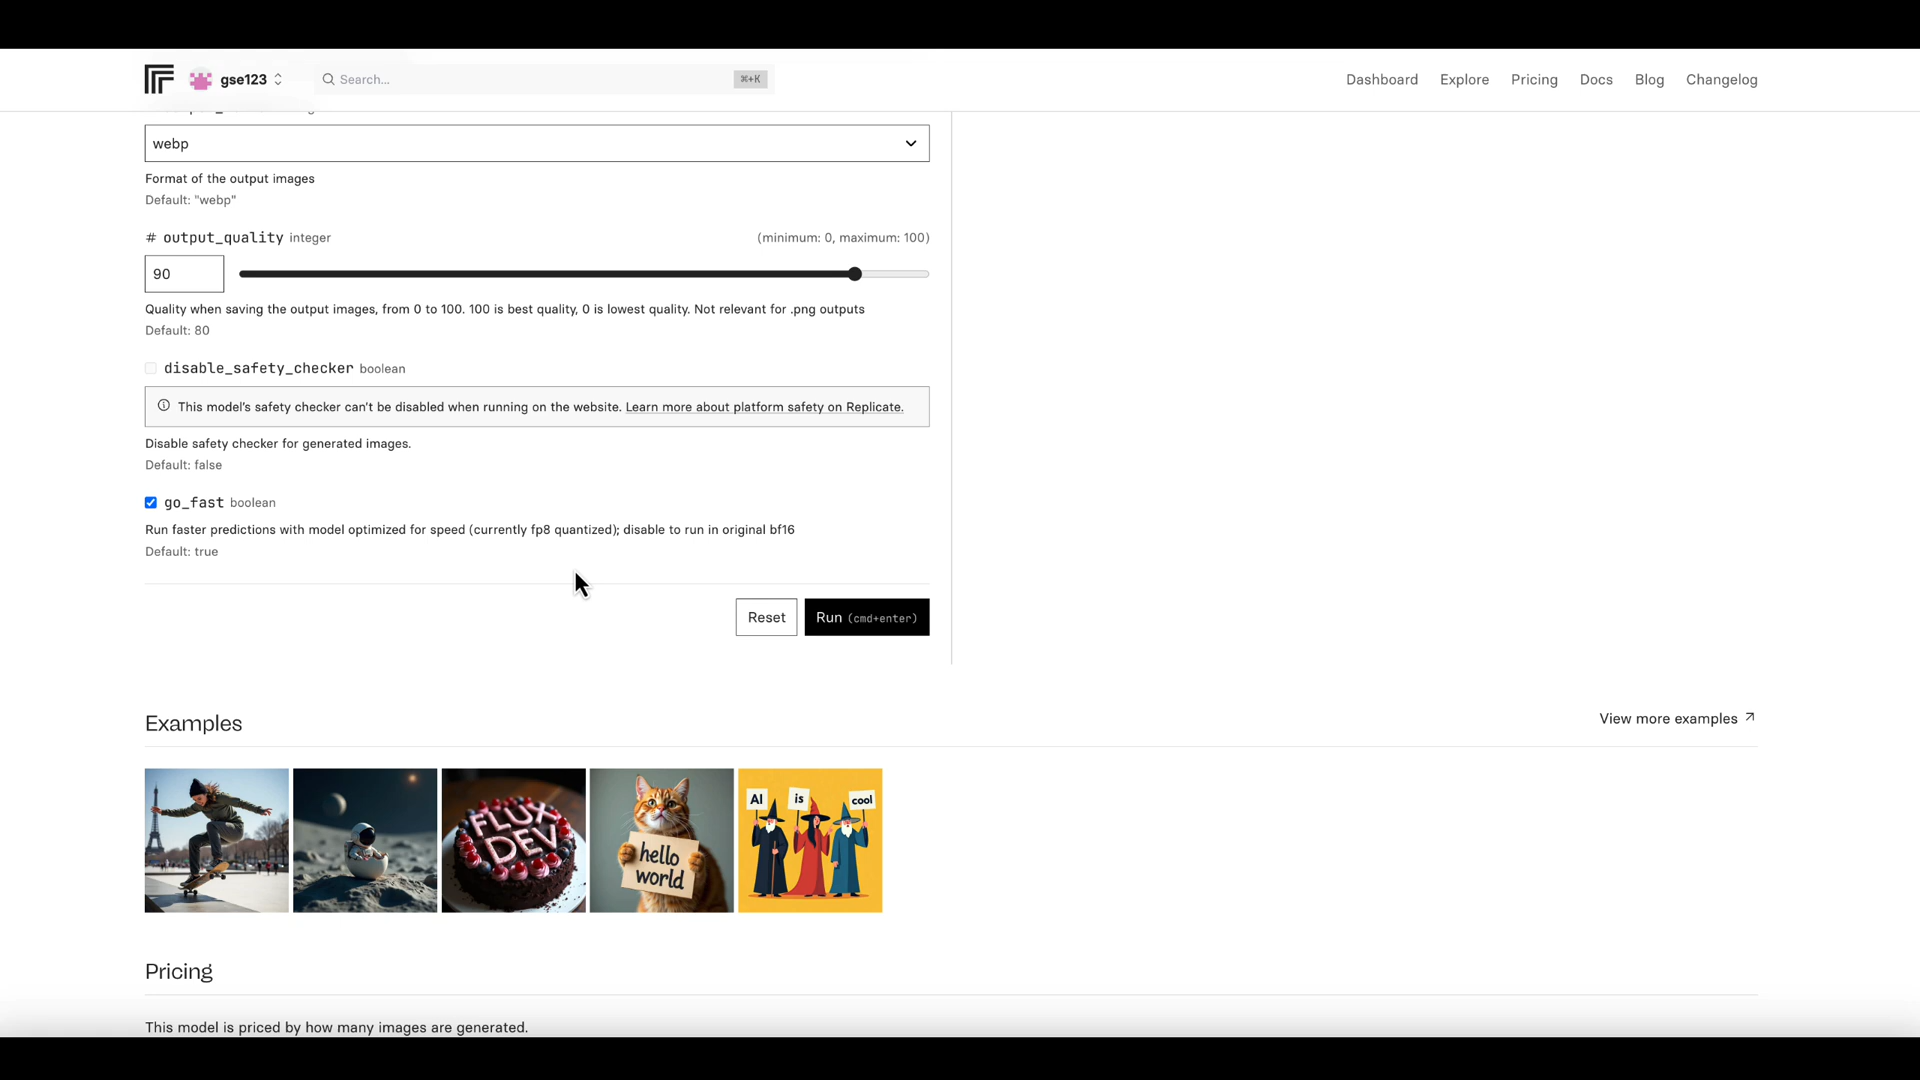 gse123
Search...
⌘+K
Dashboard
Explore
Pricing
Docs
Blog
Changelog
webp
Format of the output images
Default: "webp"
# output_quality integer
(minimum: 0, maximum: 100)
90
Quality when saving the output images, from 0 to 100. 100 is best quality, 0 is lowest quality. Not relevant for .png outputs
Default: 80
disable_safety_checker boolean
This model's safety checker can't be disabled when running on the website. Learn more about platform safety on Replicate.
Disable safety checker for generated images.
Default: false
go_fast boolean
Run faster predictions with model optimized for speed (currently fp8 quantized); disable to run in original bf16
Default: true
Reset
Run (cmd+enter)
Examples
View more examples
FLUX
DEV
hello
world
AI
is
cool
Pricing
This model is priced by how many images are generated.